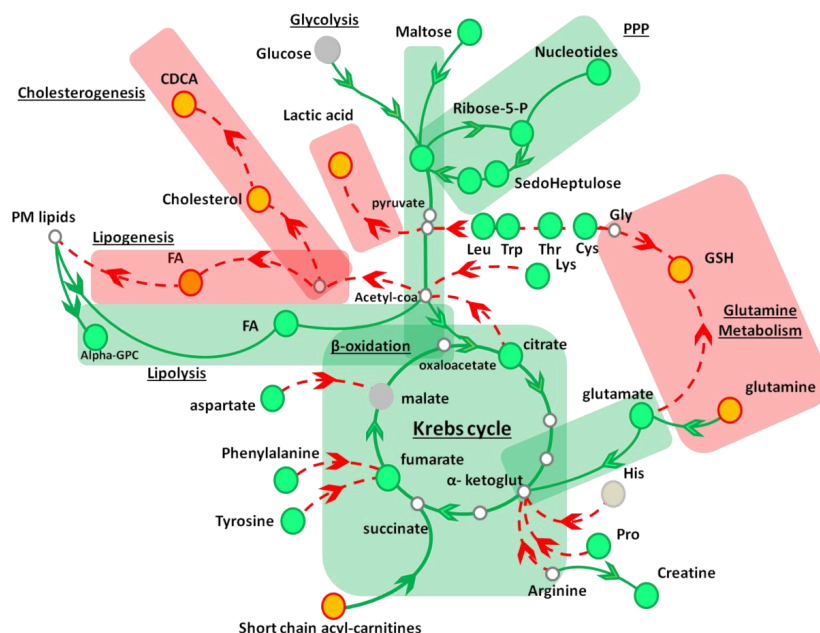 Glycolysis
Maltose
PPP
Glucose
Nucleotides
CDCA
Cholesterogenesis
Lactic acid
Ribose-5-P
SedoHeptulose
Cholesterol
pyruvate
PM lipids
Lipogenesis
Leu
Trp
Thr
Cys
Gly
Lys
GSH
FA
Acetyl-coa
Glutamine
Metabolism
FA
β-oxidation
citrate
Alpha-GPC
oxaloacetate
Lipolysis
glutamate
glutamine
aspartate
malate
Krebs cycle
Phenylalanine
fumarate
α- ketoglut
His
Tyrosine
succinate
Pro
Arginine
Creatine
Short chain acyl-carnitines